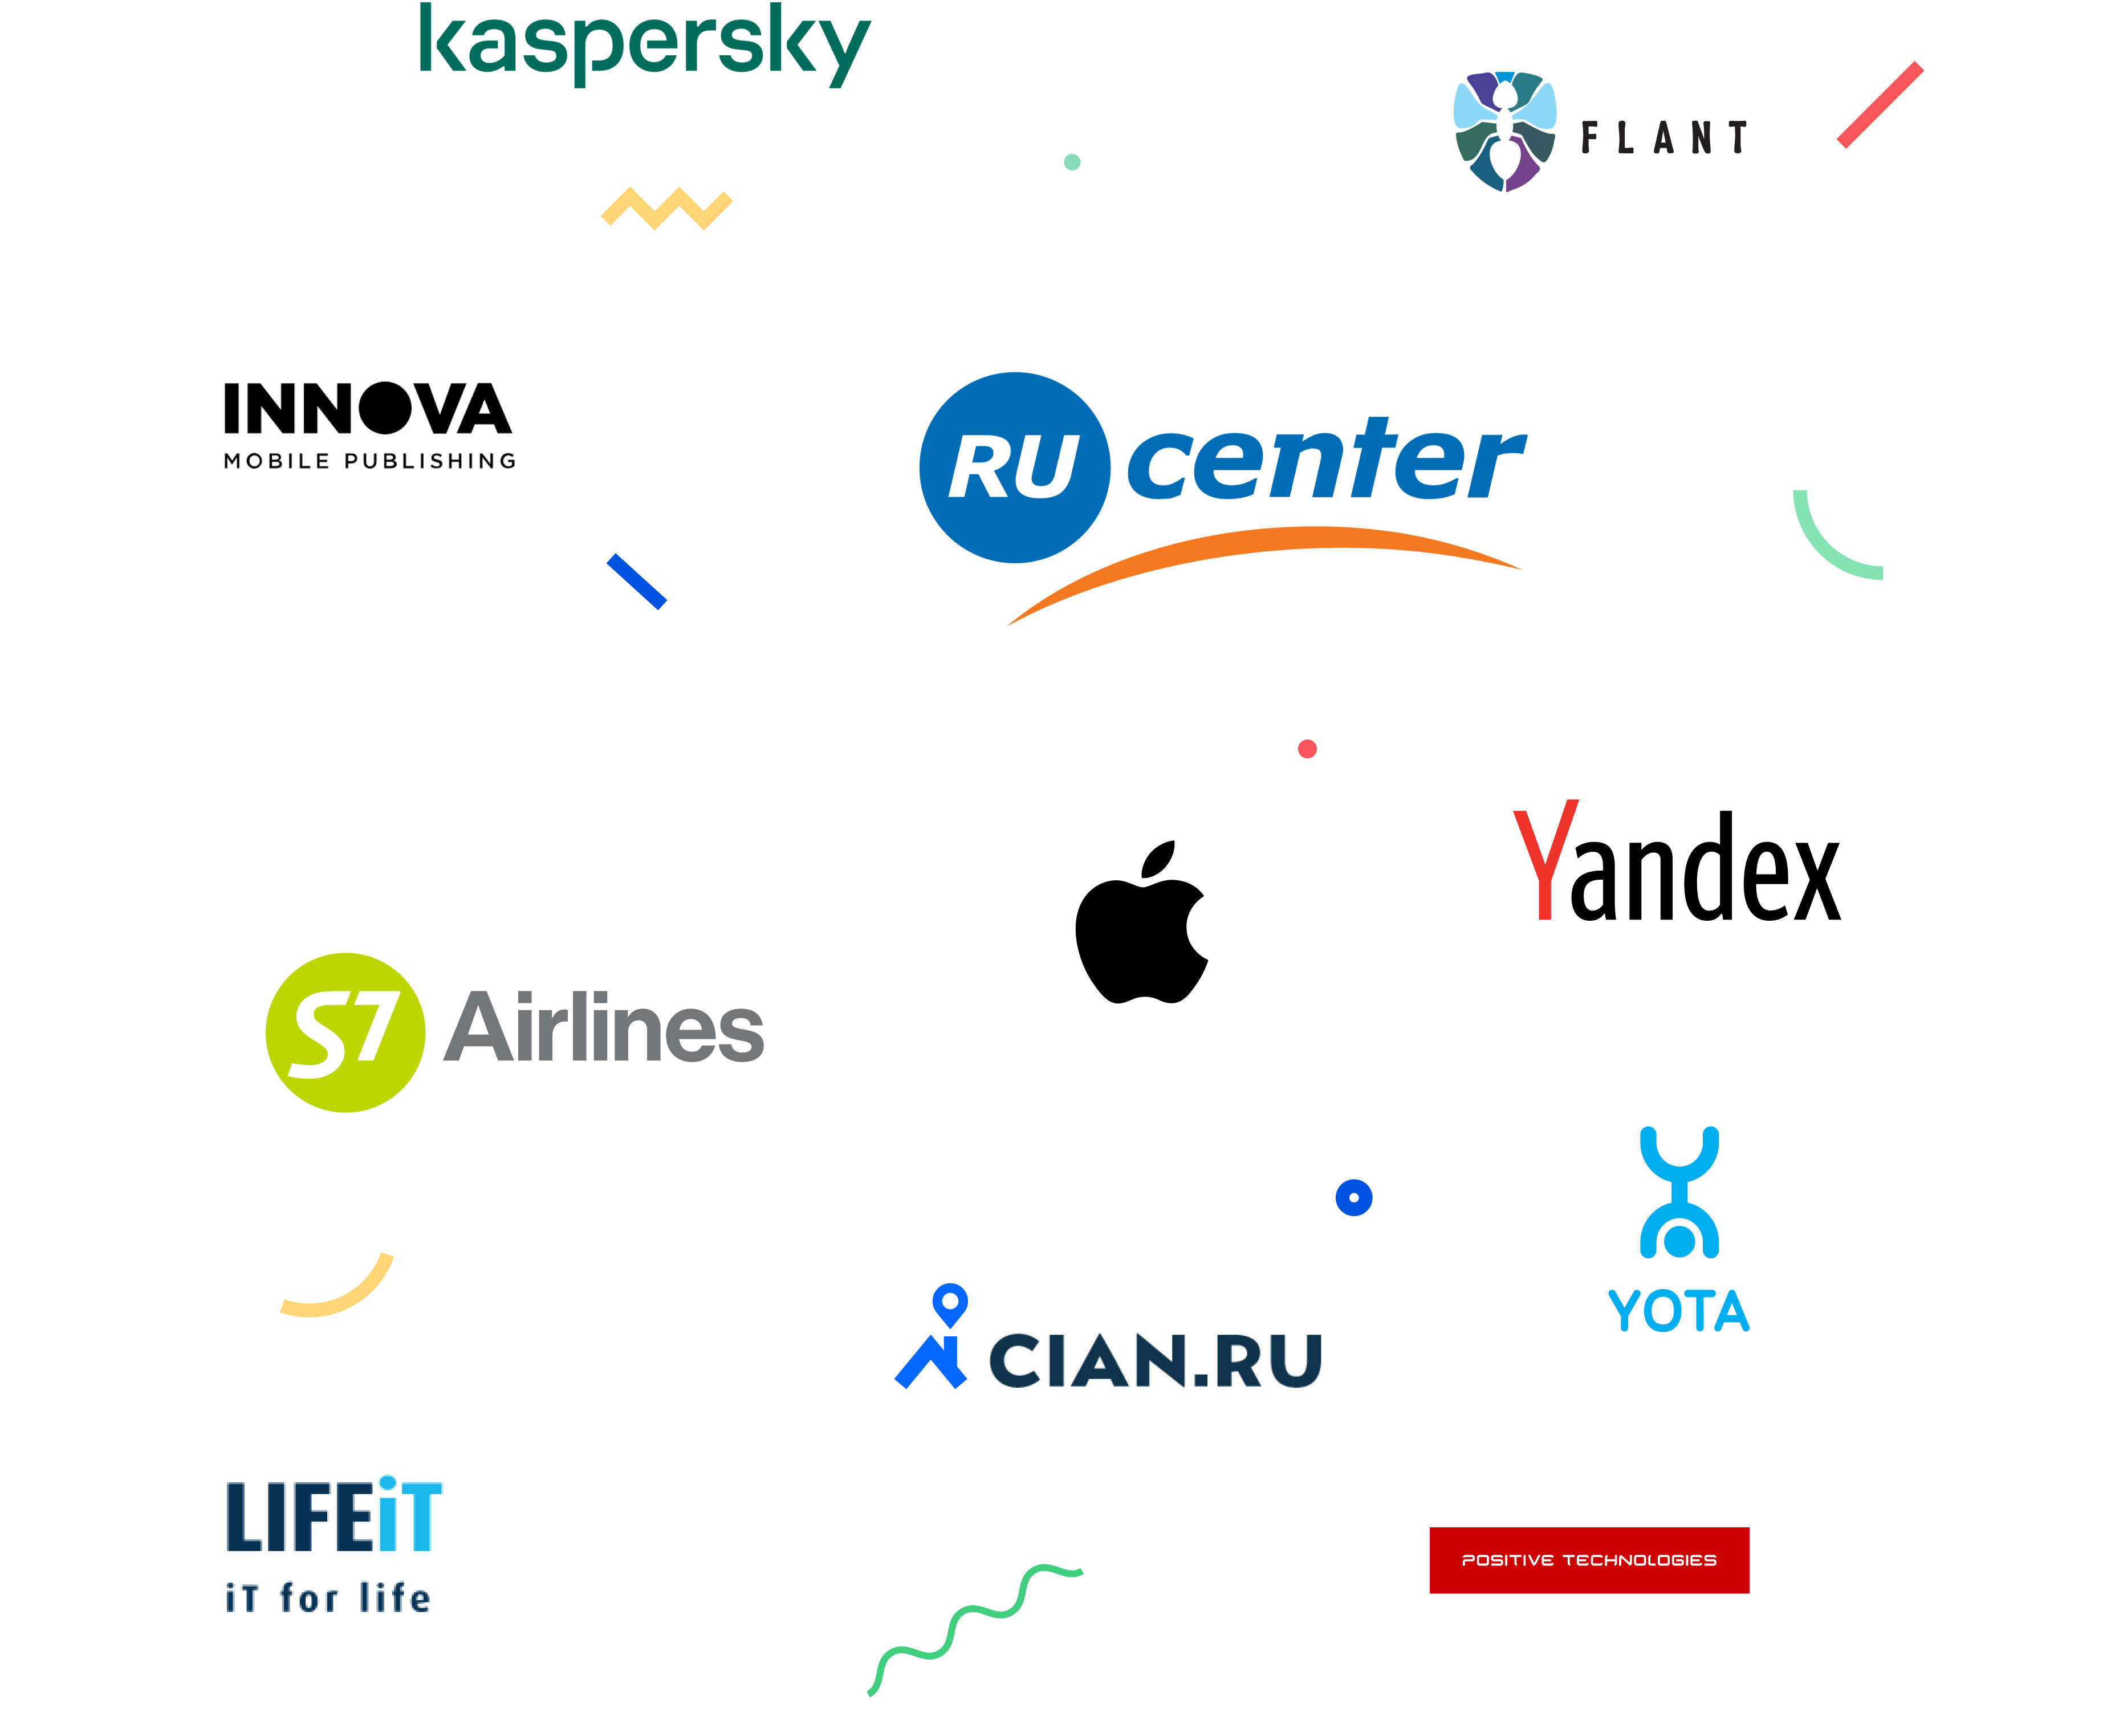 kaspersky
FLANT
INNOVA
MOBILE PUBLISHING
RU center
Yandex
S7 Airlines
YOTA
CIAN.RU
LIFEiT
iT for life
POSITIVE TECHNOLOGIES